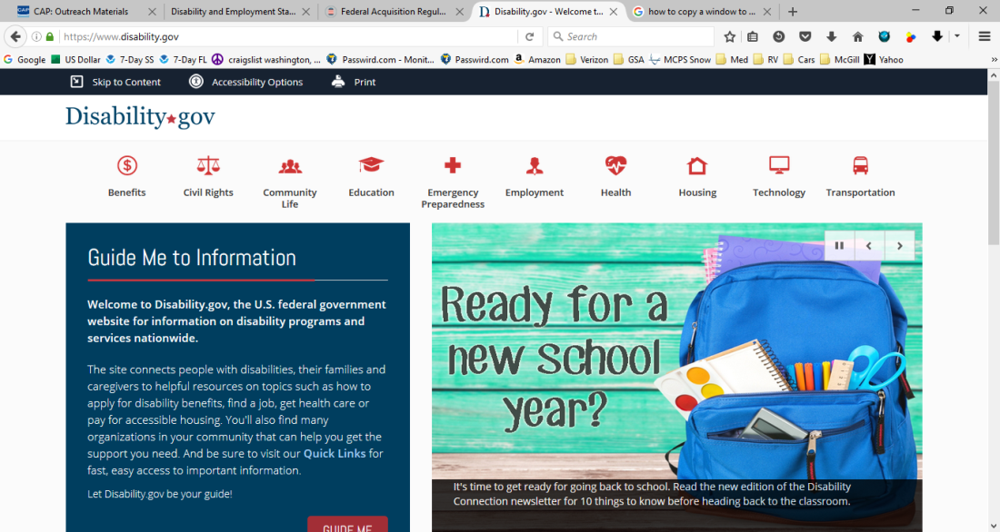 CAP: Outreach Materials
Disability and Employment Sta...
Federal Acquisition Regul...
Disability.gov - Welcome t...
how to copy a window to ...
https://www.disability.gov
Search
Google US Dollar 7-Day SS 7-Day FL craigslist washington, ... Passwird.com - Monit... Passwird.com Amazon Verizon GSA MCPS Snow Med RV Cars McGill Yahoo
Skip to Content Accessibility Options Print
Disability gov
Benefits
Civil Rights
Community
Life
Education
Emergency
Preparedness
Employment
Health
Housing
Technology
Transportation
Guide Me to Information
Welcome to Disability.gov, the U.S. federal government
website for information on disability programs and
services nationwide.
The site connects people with disabilities, their families and
caregivers to helpful resources on topics such as how to
apply for disability benefits, find a job, get health care or
pay for accessible housing. You'll also find many
organizations in your community that can help you get the
support you need. And be sure to visit our Quick Links for
fast, easy access to important information.
Let Disability.gov be your guide!
GUIDE ME
Ready for a
new school
year?
It's time to get ready for going back to school. Read the new edition of the Disability
Connection newsletter for 10 things to know before heading back to the classroom.